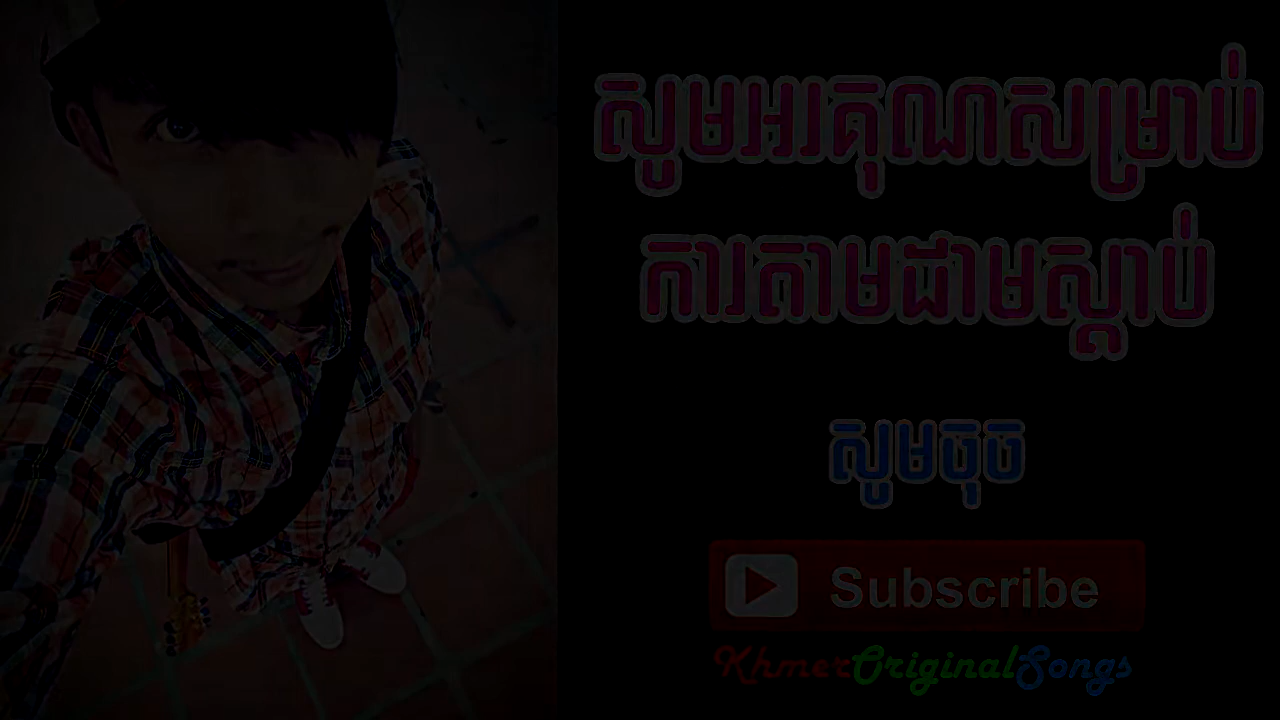 សូមអរគុណសម្រាប់
ការតាមដាមស្តាប់
សូមចុច
Subscribe
KhmerOriginalSongs